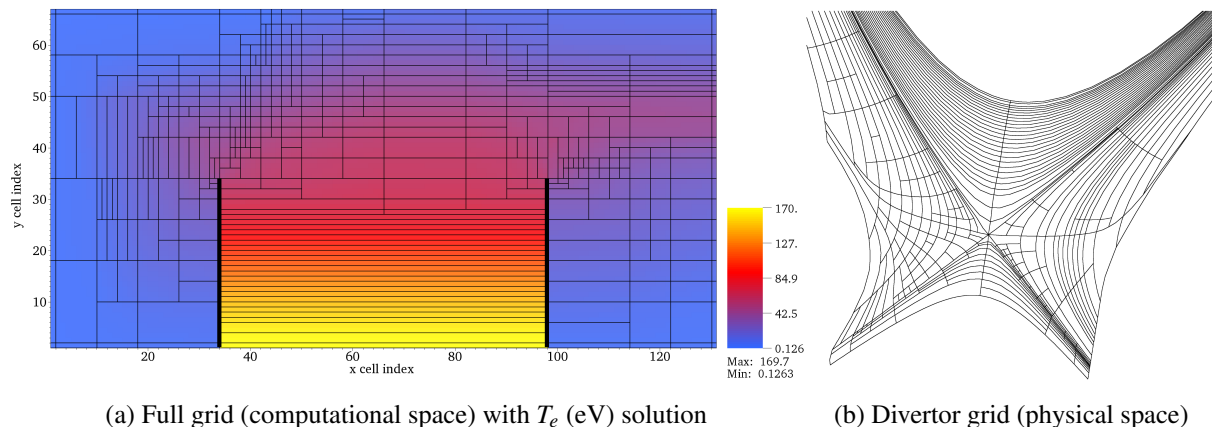 60
50
40
30
20
10
y cell index
20
40
60
80
100
120
x cell index
170.
127.
84.9
42.5
0.126
Max: 169.7
Min: 0.1263
(a) Full grid (computational space) with Te (eV) solution
(b) Divertor grid (physical space)